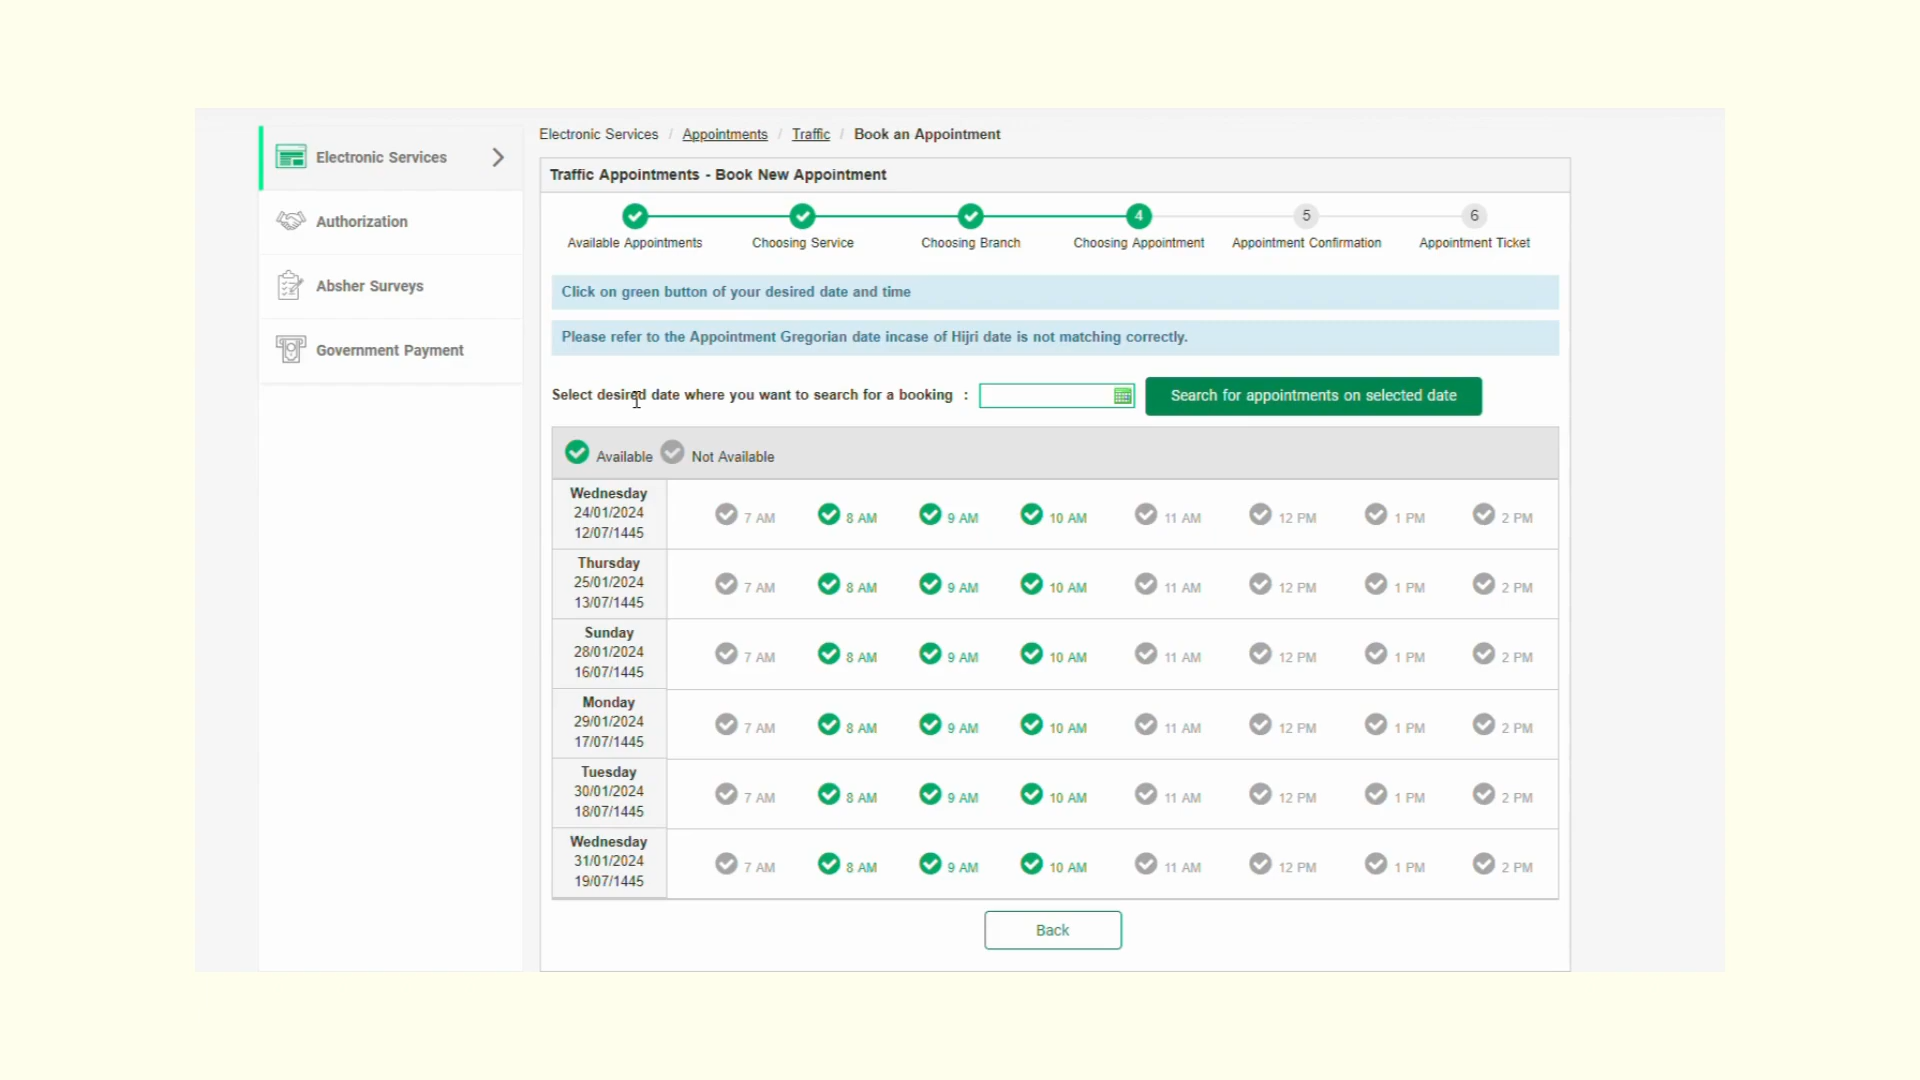 Electronic Services / Appointments / Traffic / Book an Appointment
Electronic Services
Authorization
Absher Surveys
Government Payment
Traffic Appointments - Book New Appointment
4 5 6
Available Appointments Choosing Service Choosing Branch Choosing Appointment Appointment Confirmation Appointment Ticket
Click on green button of your desired date and time
Please refer to the Appointment Gregorian date incase of Hijri date is not matching correctly.
Select desired date where you want to search for a booking : Search for appointments on selected date
Available Not Available
Wednesday
24/01/2024
12/07/1445
7 AM 8 AM 9 AM 10 AM 11 AM 12 PM 1 PM 2 PM
Thursday
25/01/2024
13/07/1445
7 AM 8 AM 9 AM 10 AM 11 AM 12 PM 1 PM 2 PM
Sunday
28/01/2024
16/07/1445
7 AM 8 AM 9 AM 10 AM 11 AM 12 PM 1 PM 2 PM
Monday
29/01/2024
17/07/1445
7 AM 8 AM 9 AM 10 AM 11 AM 12 PM 1 PM 2 PM
Tuesday
30/01/2024
18/07/1445
7 AM 8 AM 9 AM 10 AM 11 AM 12 PM 1 PM 2 PM
Wednesday
31/01/2024
19/07/1445
7 AM 8 AM 9 AM 10 AM 11 AM 12 PM 1 PM 2 PM
Back